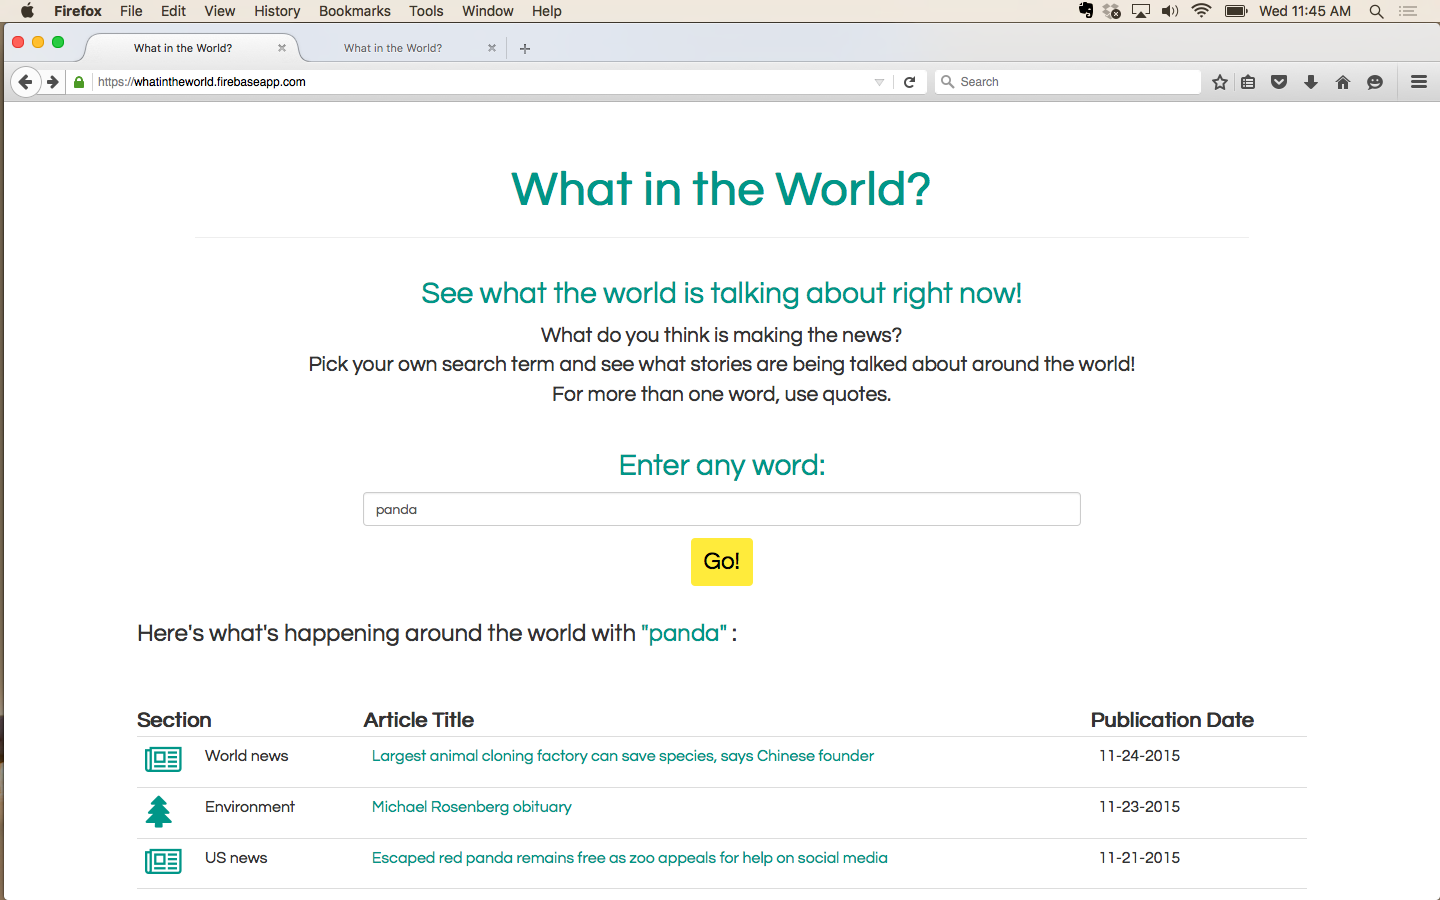 Firefox File Edit View History Bookmarks Tools Window Help Wed 11:45 AM
What in the World? What in the World?
https://whatintheworld.firebaseapp.com Search
What in the World?
See what the world is talking about right now!
What do you think is making the news?
Pick your own search term and see what stories are being talked about around the world!
For more than one word, use quotes.
Enter any word:
panda
Go!
Here's what's happening around the world with "panda" :
Section Article Title Publication Date
World news Largest animal cloning factory can save species, says Chinese founder 11-24-2015
Environment Michael Rosenberg obituary 11-23-2015
US news Escaped red panda remains free as zoo appeals for help on social media 11-21-2015